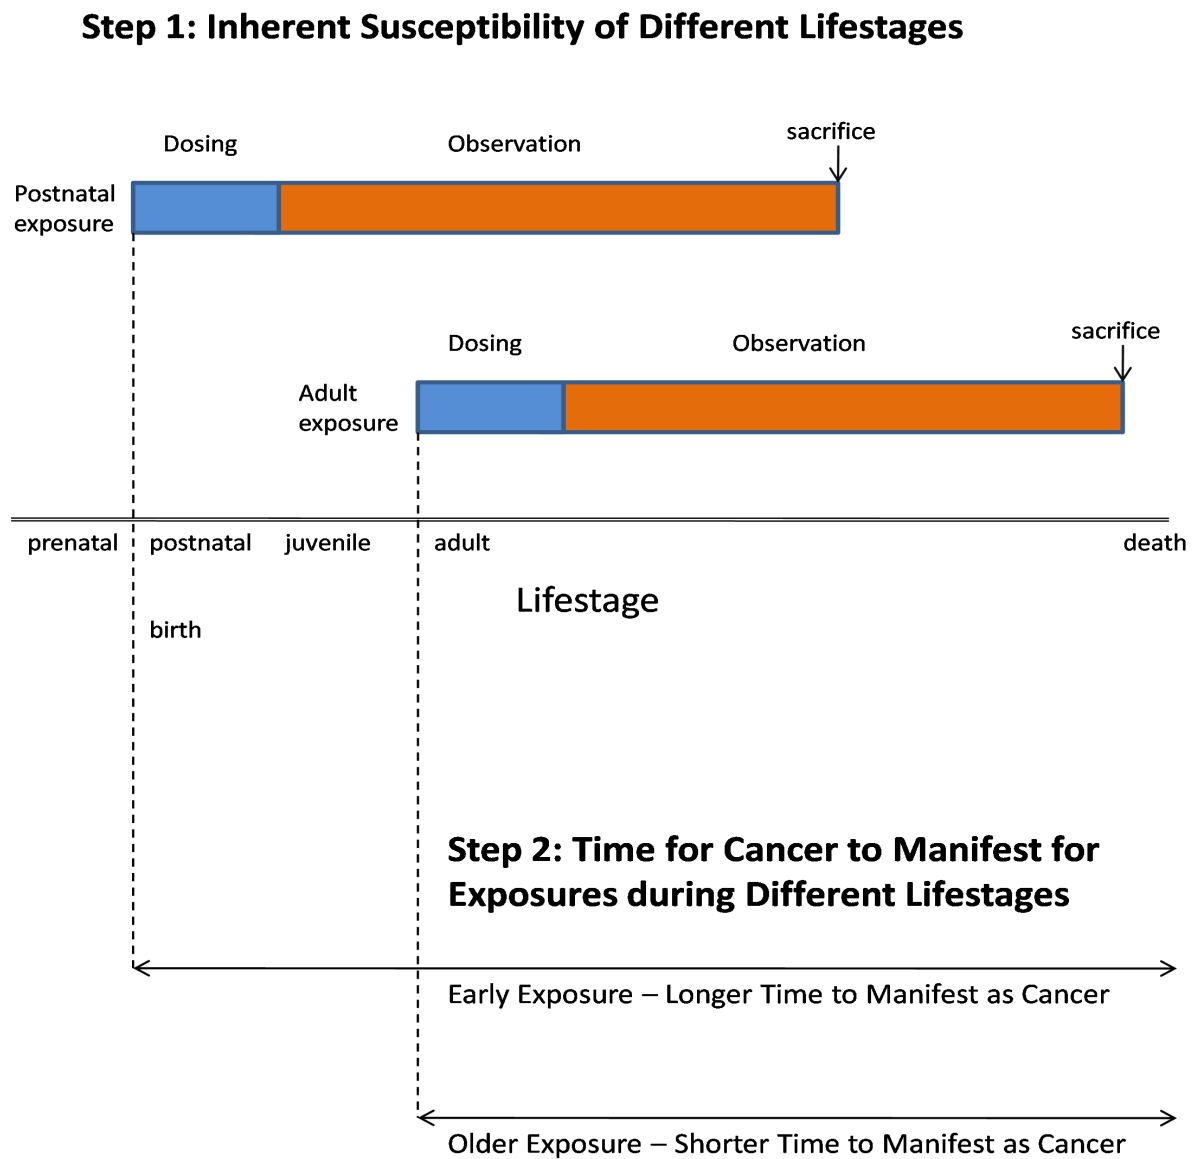 Step 1: Inherent Susceptibility of Different Lifestages
Dosing
Observation
sacrifice
Postnatal
exposure
Dosing
Observation
sacrifice
Adult
exposure
prenatal
postnatal
juvenile
adult
death
Lifestage
birth
Step 2: Time for Cancer to Manifest for
Exposures during Different Lifestages
Early Exposure – Longer Time to Manifest as Cancer
Older Exposure – Shorter Time to Manifest as Cancer